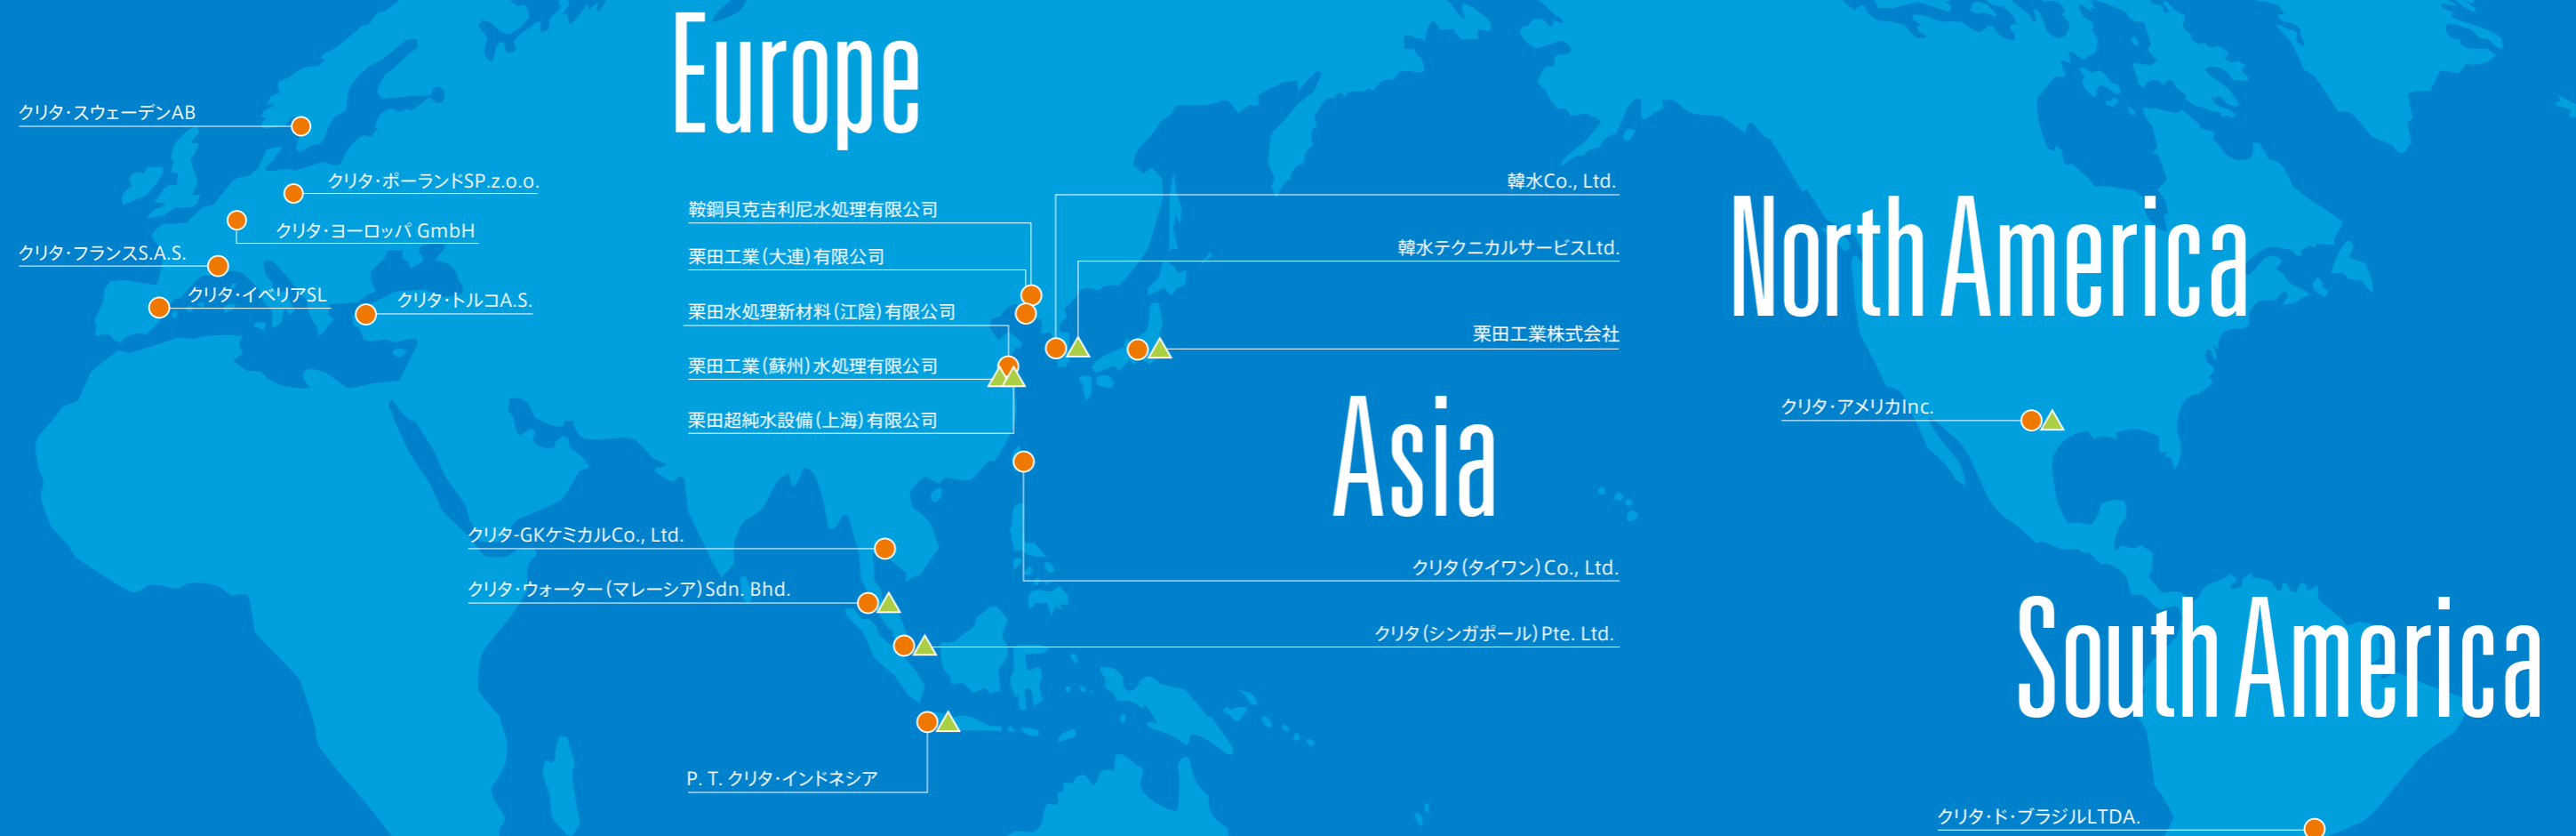 Europe
クリタ・スウェーデンAB
クリタ・ポーランドSP.z.o.o.
クリタ・ヨーロッパ GmbH
クリタ・フランスS.A.S.
クリタ・イベリアSL
クリタ・トルコA.S.
鞍鋼貝克吉利尼水処理有限公司
栗田工業(大連)有限公司
栗田水処理新材料(江陰)有限公司
栗田工業(蘇州)水処理有限公司
栗田超純水設備(上海)有限公司
韓水Co., Ltd.
韓水テクニカルサービスLtd.
栗田工業株式会社
Asia
クリタ-GKケミカルCo., Ltd.
クリタ・ウォーター(マレーシア)Sdn. Bhd.
クリタ(タイワン)Co., Ltd.
クリタ(シンガポール)Pte. Ltd.
P. T. クリタ・インドネシア
North America
クリタ・アメリカInc.
South America
クリタ・ド・ブラジルLTDA.